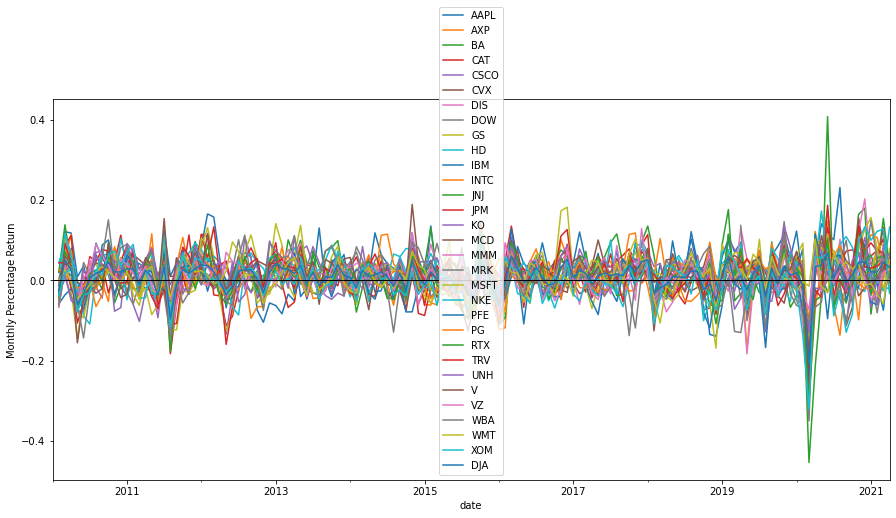 AAPL
AXP
BA
CAT
CSCO
CVX
DIS
DOW
GS
HD
IBM
INTC
JNJ
JPM
KO
MCD
MMM
MRK
MSFT
NKE
PFE
PG
RTX
TRV
UNH
V
VZ
WBA
WMT
XOM
DJA
Monthly Percentage Return
0.4
0.2
0.0
−0.2
−0.4
2011
2013
2015
2017
2019
2021
date